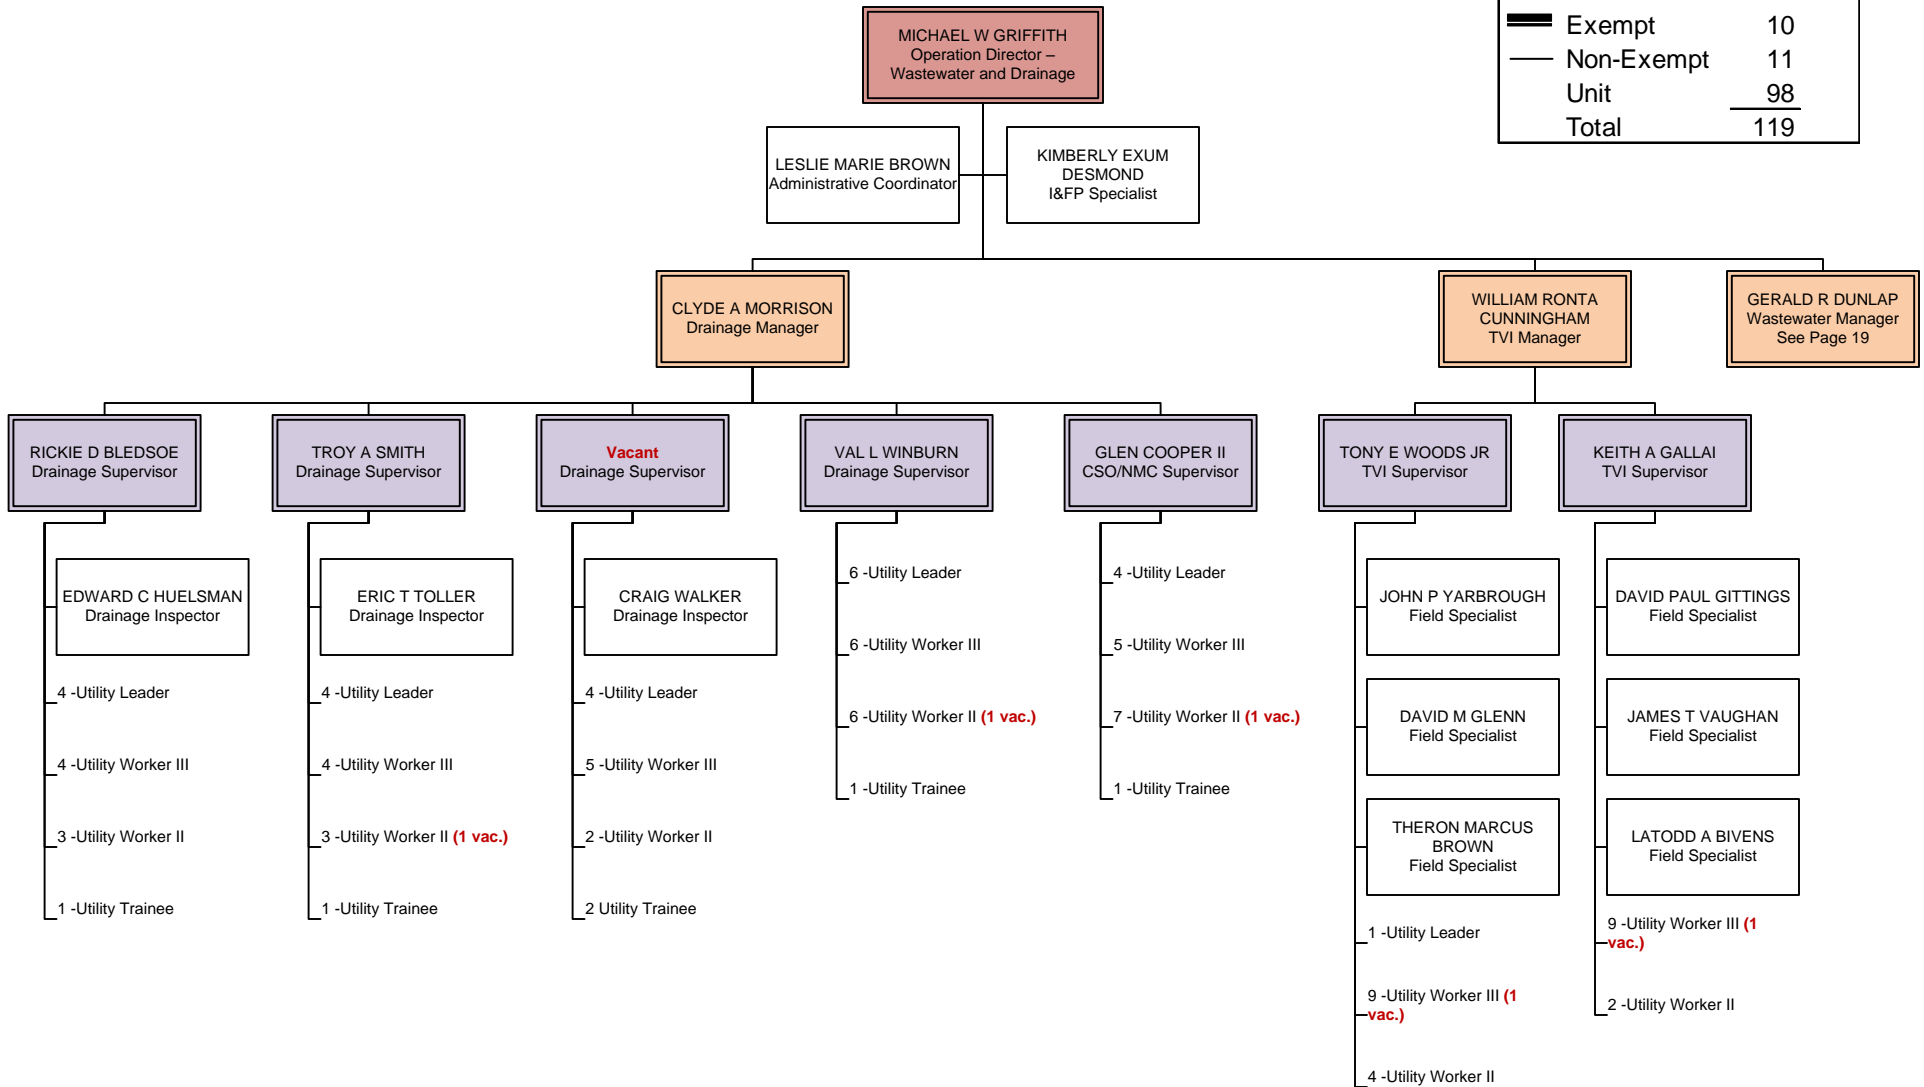 Exempt 10
Non-Exempt 11
Unit 98
Total 119
MICHAEL W GRIFFITH
Operation Director –
Wastewater and Drainage
LESLIE MARIE BROWN
Administrative Coordinator
KIMBERLY EXUM
DESMOND
I&FP Specialist
CLYDE A MORRISON
Drainage Manager
WILLIAM RONTA
CUNNINGHAM
TVI Manager
GERALD R DUNLAP
Wastewater Manager
See Page 19
RICKIE D BLEDSOE
Drainage Supervisor
TROY A SMITH
Drainage Supervisor
Vacant
Drainage Supervisor
VAL L WINBURN
Drainage Supervisor
GLEN COOPER II
CSO/NMC Supervisor
TONY E WOODS JR
TVI Supervisor
KEITH A GALLAI
TVI Supervisor
EDWARD C HUELSMAN
Drainage Inspector
4 -Utility Leader
4 -Utility Worker III
3 -Utility Worker II
1 -Utility Trainee
ERIC T TOLLER
Drainage Inspector
4 -Utility Leader
4 -Utility Worker III
3 -Utility Worker II (1 vac.)
1 -Utility Trainee
CRAIG WALKER
Drainage Inspector
4 -Utility Leader
5 -Utility Worker III
2 -Utility Worker II
2 Utility Trainee
6 -Utility Leader
6 -Utility Worker III
6 -Utility Worker II (1 vac.)
1 -Utility Trainee
4 -Utility Leader
5 -Utility Worker III
7 -Utility Worker II (1 vac.)
1 -Utility Trainee
JOHN P YARBROUGH
Field Specialist
DAVID M GLENN
Field Specialist
THERON MARCUS
BROWN
Field Specialist
1 -Utility Leader
9 -Utility Worker III (1
vac.)
4 -Utility Worker II
DAVID PAUL GITTINGS
Field Specialist
JAMES T VAUGHAN
Field Specialist
LATODD A BIVENS
Field Specialist
9 -Utility Worker III (1
vac.)
2 -Utility Worker II